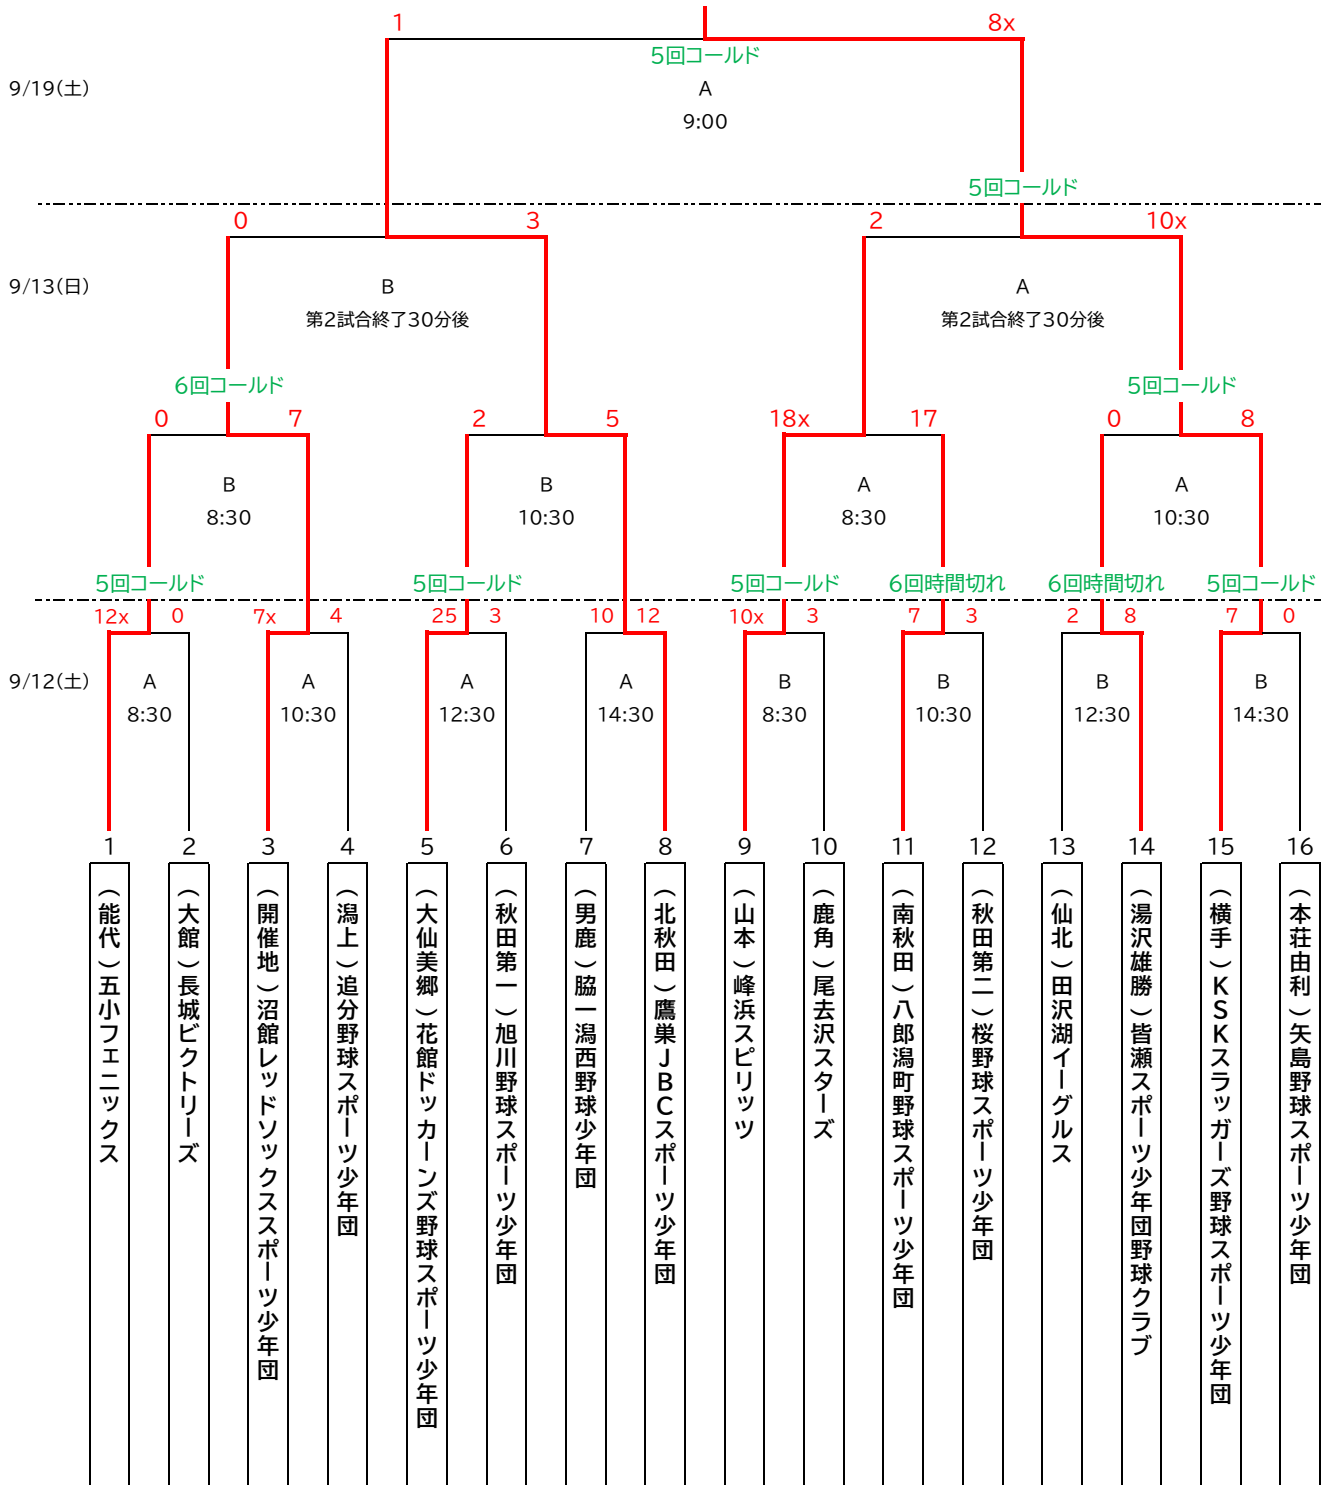 1 8x
5回コールド
9/19(土) A
9:00
5回コールド
0 3 2 10x
9/13(日) B A
第2試合終了30分後 第2試合終了30分後
6回コールド 5回コールド
0 7 2 5 18x 17 0 8
B B A A
8:30 10:30 8:30 10:30
5回コールド 5回コールド 5回コールド 6回時間切れ 6回時間切れ 5回コールド
12x 0 7x 4 25 3 10 12 10x 3 7 3 2 8 7 0
9/12(土) A A A A B B B B
8:30 10:30 12:30 14:30 8:30 10:30 12:30 14:30
1 2 3 4 5 6 7 8 9 10 11 12 13 14 15 16
（能代）五小フェニックス
（大館）長城ビクトリーズ
（開催地）沼館レッドソックススポーツ少年団
（潟上）追分野球スポーツ少年団
（大仙美郷）花館ドッカーンズ野球スポーツ少年団
（秋田第一）旭川野球スポーツ少年団
（男鹿）脇一潟西野球少年団
（北秋田）鷹巣JBCスポーツ少年団
（山本）峰浜スピリッツ
（鹿角）尾去沢スターズ
（南秋田）八郎潟町野球スポーツ少年団
（秋田第二）桜野球スポーツ少年団
（仙北）田沢湖イーグルス
（湯沢雄勝）皆瀬スポーツ少年団野球クラブ
（横手）KSKスラッガーズ野球スポーツ少年団
（本荘由利）矢島野球スポーツ少年団